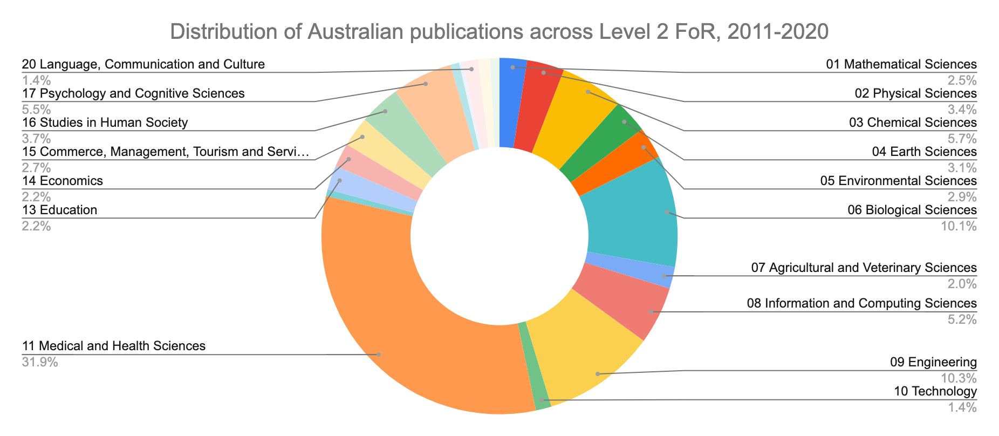 Distribution of Australian publications across Level 2 FoR, 2011-2020
20 Language, Communication and Culture
1.4%
17 Psychology and Cognitive Sciences
5.5%
16 Studies in Human Society
3.7%
15 Commerce, Management, Tourism and Servi…
2.7%
14 Economics
2.2%
13 Education
2.2%
11 Medical and Health Sciences
31.9%
01 Mathematical Sciences
2.5%
02 Physical Sciences
3.4%
03 Chemical Sciences
5.7%
04 Earth Sciences
3.1%
05 Environmental Sciences
2.9%
06 Biological Sciences
10.1%
07 Agricultural and Veterinary Sciences
2.0%
08 Information and Computing Sciences
5.2%
09 Engineering
10.3%
10 Technology
1.4%